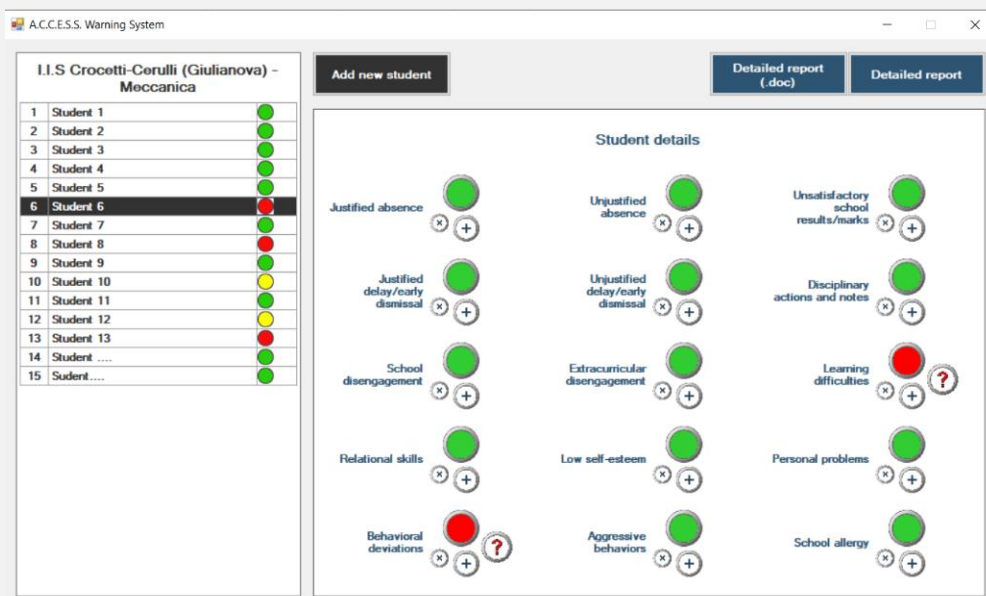 A.C.C.E.S.S. Warning System
I.I.S Crocetti-Cerulli (Giulianova) -
Meccanica
1 Student 1
2 Student 2
3 Student 3
4 Student 4
5 Student 5
6 Student 6
7 Student 7
8 Student 8
9 Student 9
10 Student 10
11 Student 11
12 Student 12
13 Student 13
14 Student ....
15 Sudent....
Add new student
Detailed report
(.doc)
Detailed report
Student details
Justified absence
Unjustified
absence
Unsatisfactory
school
results/marks
Justified
delay/early
dismissal
Unjustified
delay/early
dismissal
Disciplinary
actions and notes
School
disengagement
Extracurricular
disengagement
Learning
difficulties
?
Relational skills
Low self-esteem
Personal problems
Behavioral
deviations
?
Aggressive
behaviors
School allergy